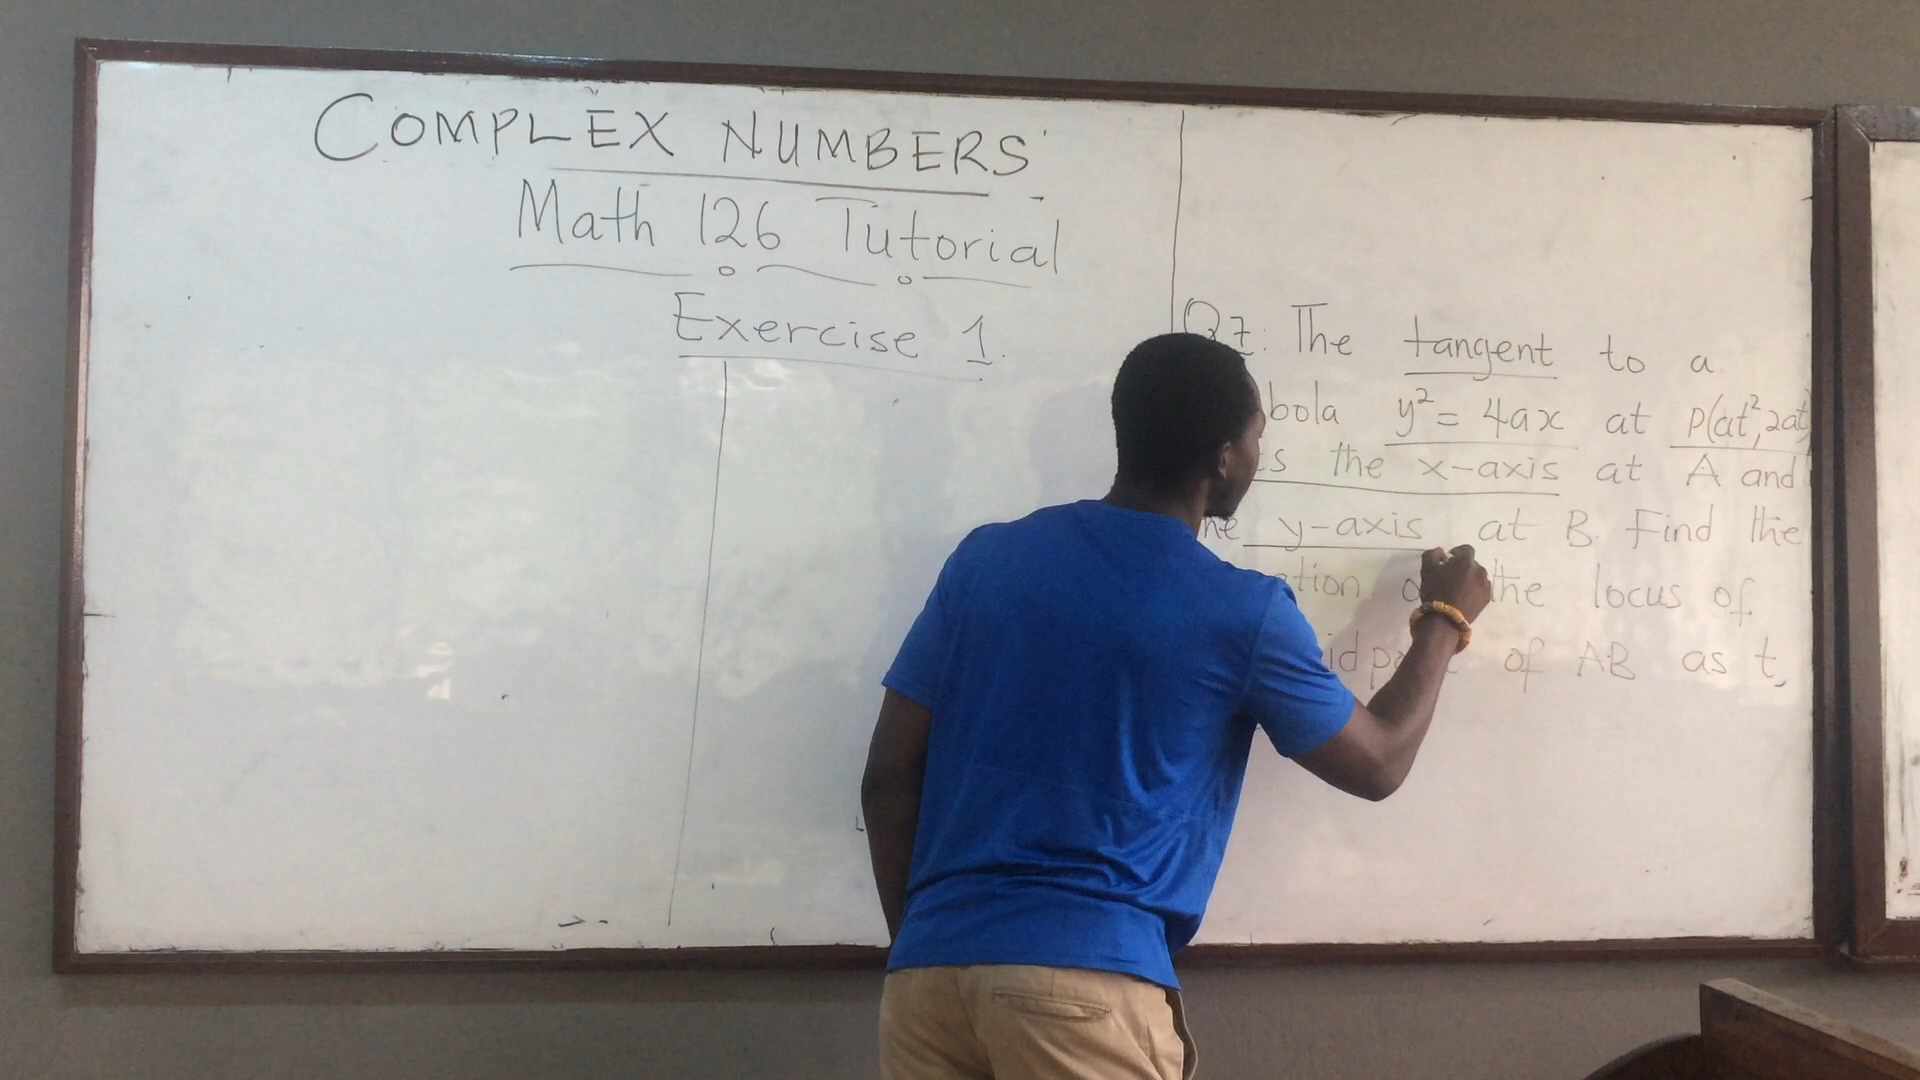 COMPLEX NUMBERS
Math 126 Tutorial
Exercise 1.
Q7: The tangent to a
bola y² = 4ax at P(at², 2at)
the x-axis at A and
y-axis at B. Find the
the locus of
of AB as t,